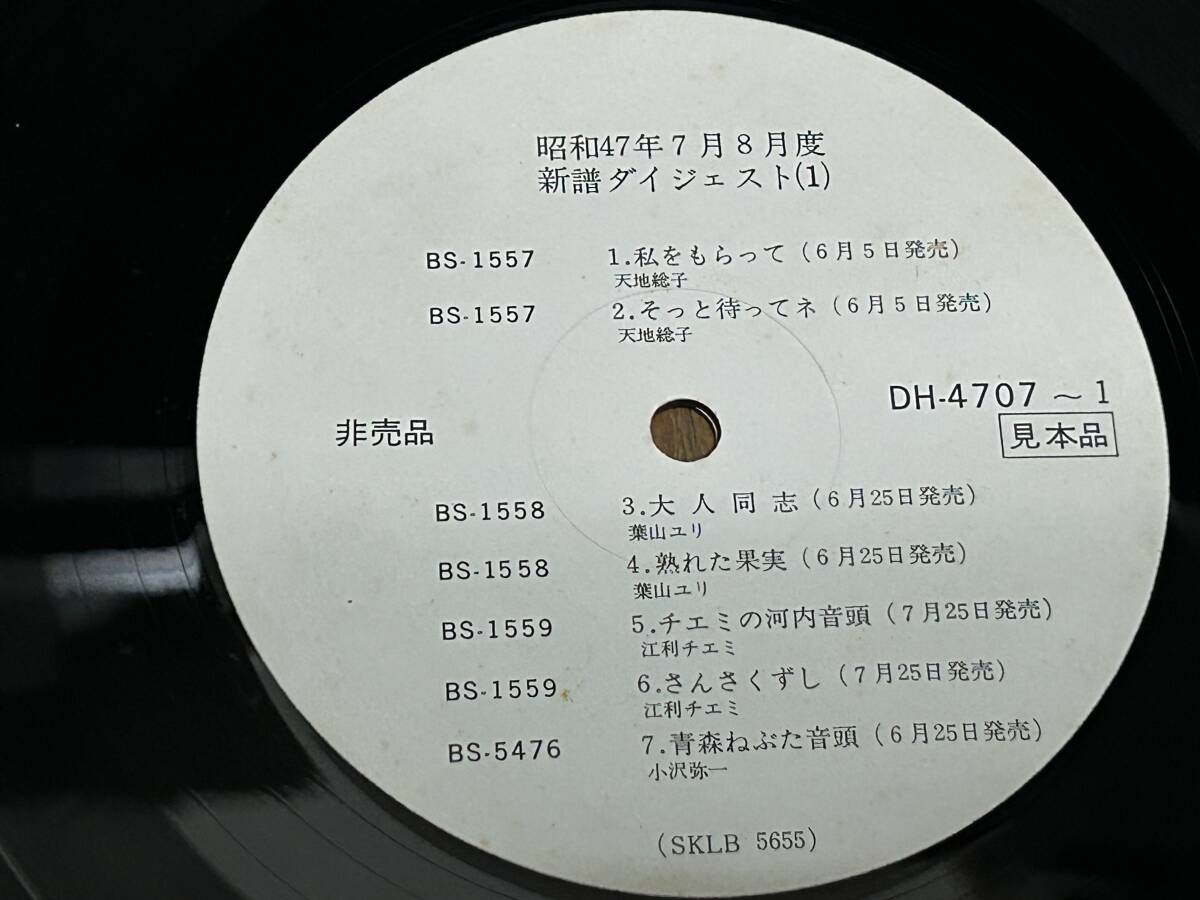 昭和47年7月8月度
新譜ダイジェスト(1)
BS-1557 1.私をもらって (6月5日発売)
天地総子
BS-1557 2.そっと待ってネ (6月5日発売)
天地総子
DH-4707 ~ 1
非売品 見本品
BS-1558 3.大人同志 (6月25日発売)
葉山ユリ
BS-1558 4.熟れた果実 (6月25日発売)
葉山ユリ
BS-1559 5.チエミの河内音頭 (7月25日発売)
江利チエミ
BS-1559 6.さんさくずし (7月25日発売)
江利チエミ
BS-5476 7.青森ねぶた音頭 (6月25日発売)
小沢弥一
(SKLB 5655)